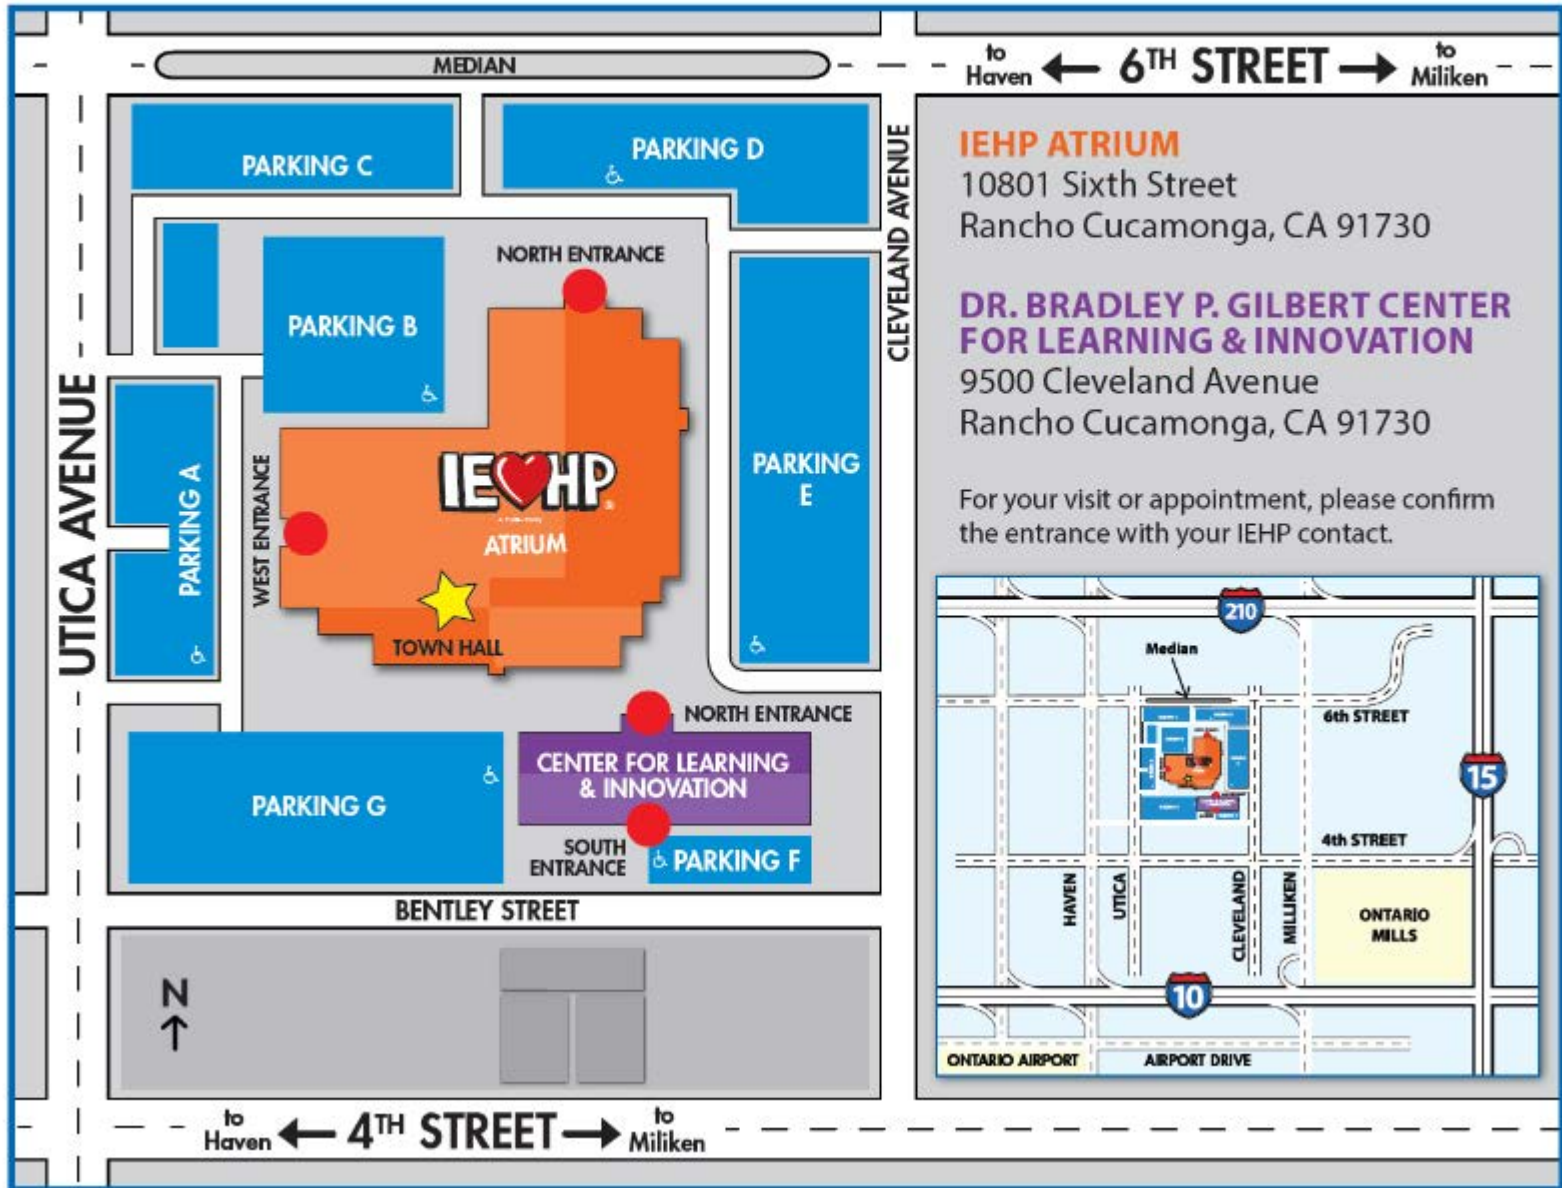 MEDIAN
to
Haven
6TH STREET
to
Miliken
PARKING C
PARKING D
CLEVELAND AVENUE
NORTH ENTRANCE
PARKING B
UTICA AVENUE
PARKING A
WEST ENTRANCE
IEHP
ATRIUM
TOWN HALL
PARKING
E
NORTH ENTRANCE
CENTER FOR LEARNING
& INNOVATION
PARKING G
SOUTH
ENTRANCE
PARKING F
BENTLEY STREET
N
to
Haven
4TH STREET
to
Miliken
IEHP ATRIUM
10801 Sixth Street
Rancho Cucamonga, CA 91730
DR. BRADLEY P. GILBERT CENTER
FOR LEARNING & INNOVATION
9500 Cleveland Avenue
Rancho Cucamonga, CA 91730
For your visit or appointment, please confirm
the entrance with your IEHP contact.
210
Median
6th STREET
15
4th STREET
HAVEN
UTICA
CLEVELAND
MILLIKEN
ONTARIO
MILLS
10
ONTARIO AIRPORT
AIRPORT DRIVE